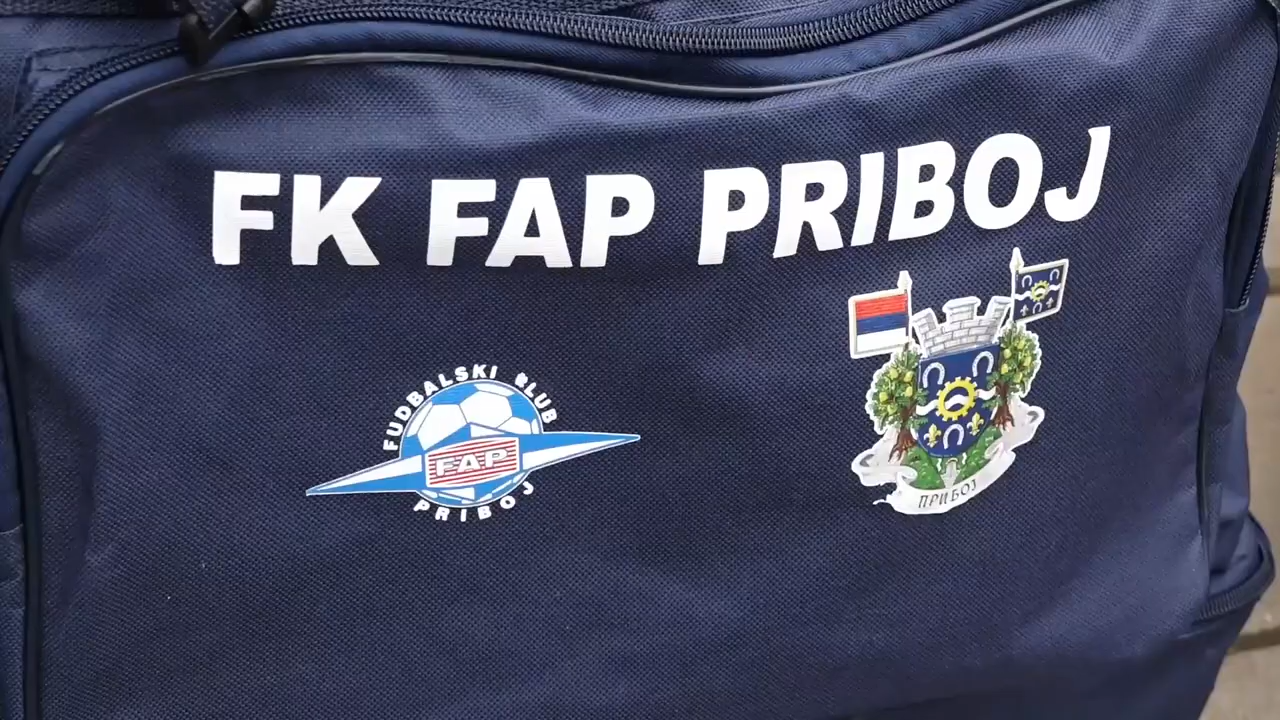 FK FAP PRIBOJ
FUDBALSKI KLUB
FAP
PRIBOJ
ПРИБОЈ